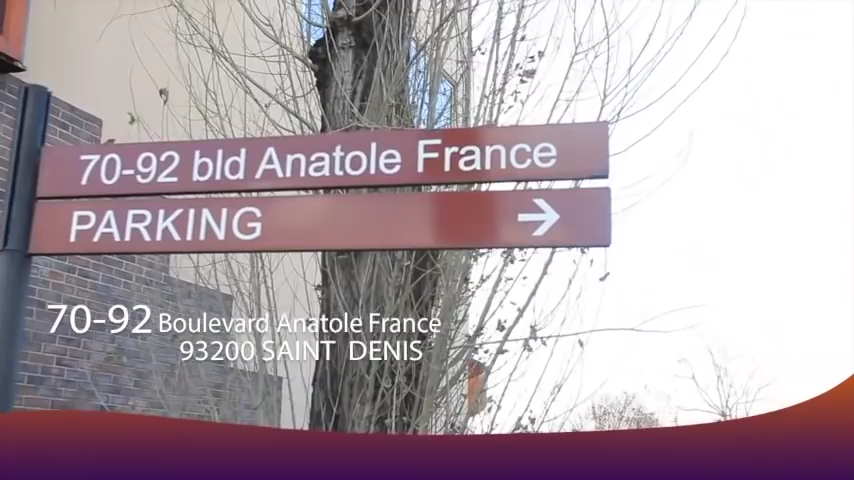 70-92 bld Anatole France
PARKING →
70-92 Boulevard Anatole France
93200 SAINT DENIS